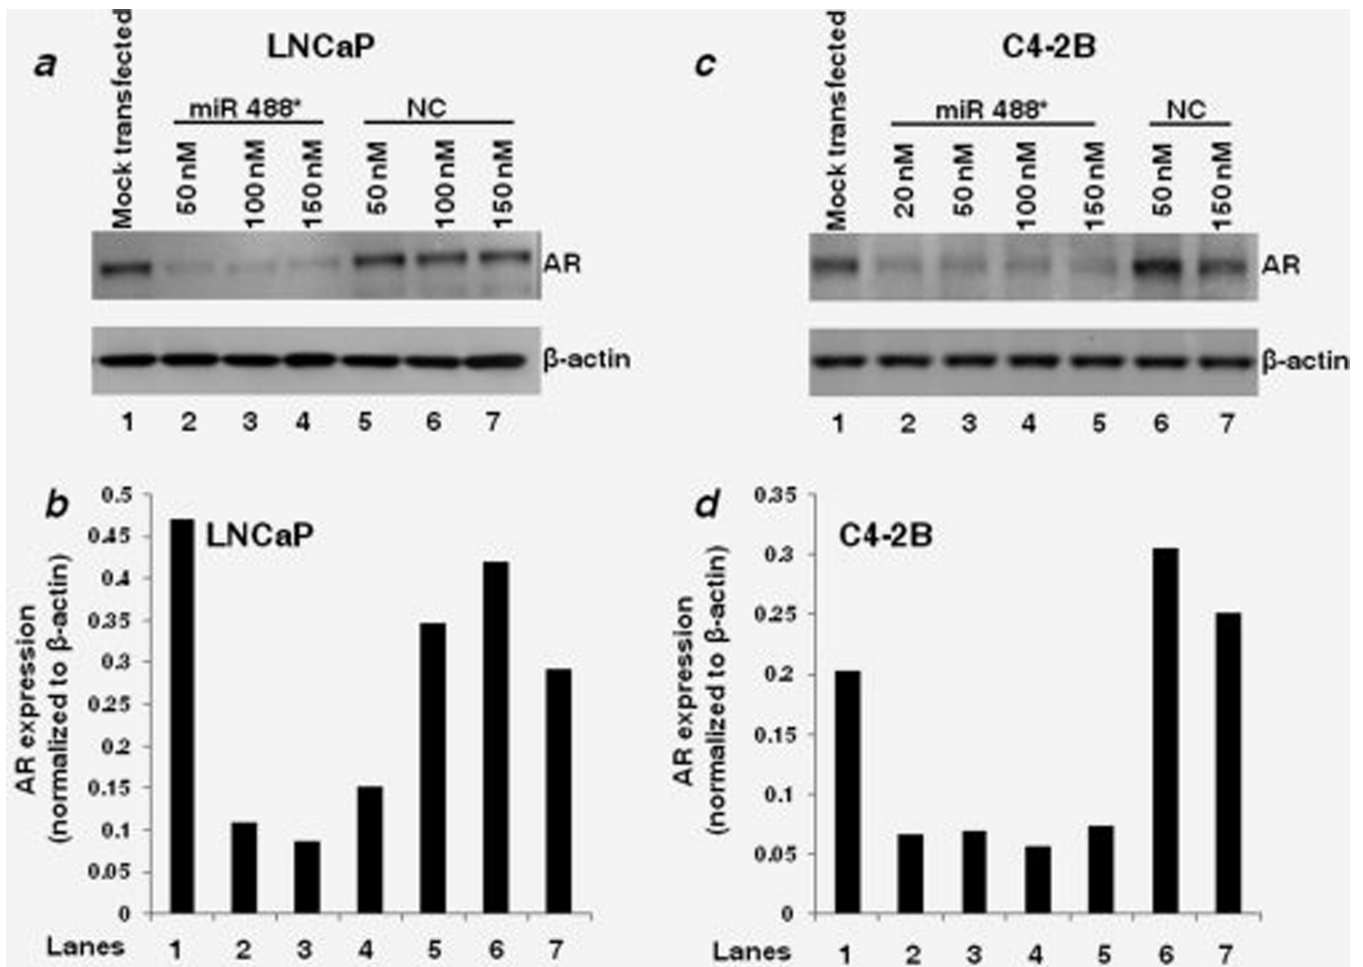 a
LNCaP
Mock transfected
miR 488*
NC
50 nM
100 nM
150 nM
50 nM
100 nM
150 nM
AR
β-actin
1 2 3 4 5 6 7
c
C4-2B
Mock transfected
miR 488*
NC
20 nM
50 nM
100 nM
150 nM
50 nM
150 nM
AR
β-actin
1 2 3 4 5 6 7
b
LNCaP
AR expression
(normalized to β-actin)
0.5
0.45
0.4
0.35
0.3
0.25
0.2
0.15
0.1
0.05
0
Lanes 1 2 3 4 5 6 7
d
C4-2B
AR expression
(normalized to β-actin)
0.35
0.3
0.25
0.2
0.15
0.1
0.05
0
Lanes 1 2 3 4 5 6 7